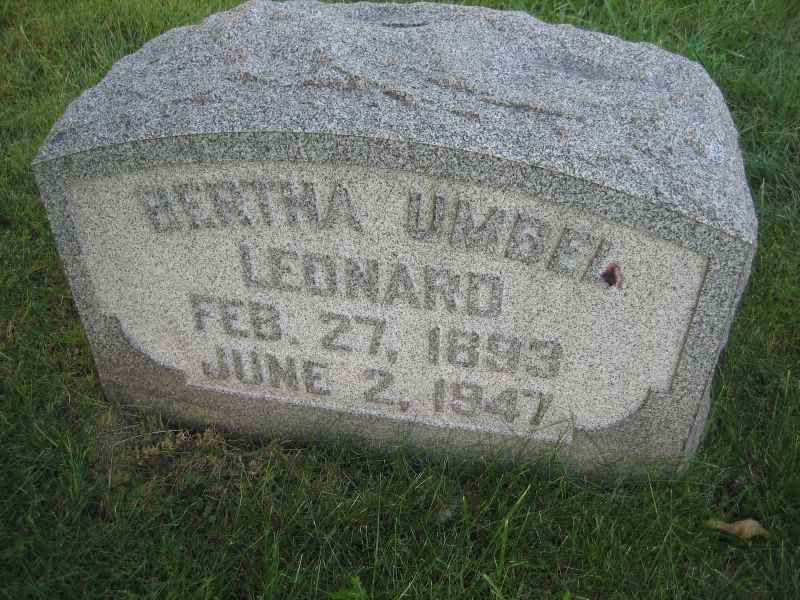 BERTHA UMBEL
LEONARD
FEB. 27, 1893
JUNE 2, 1947